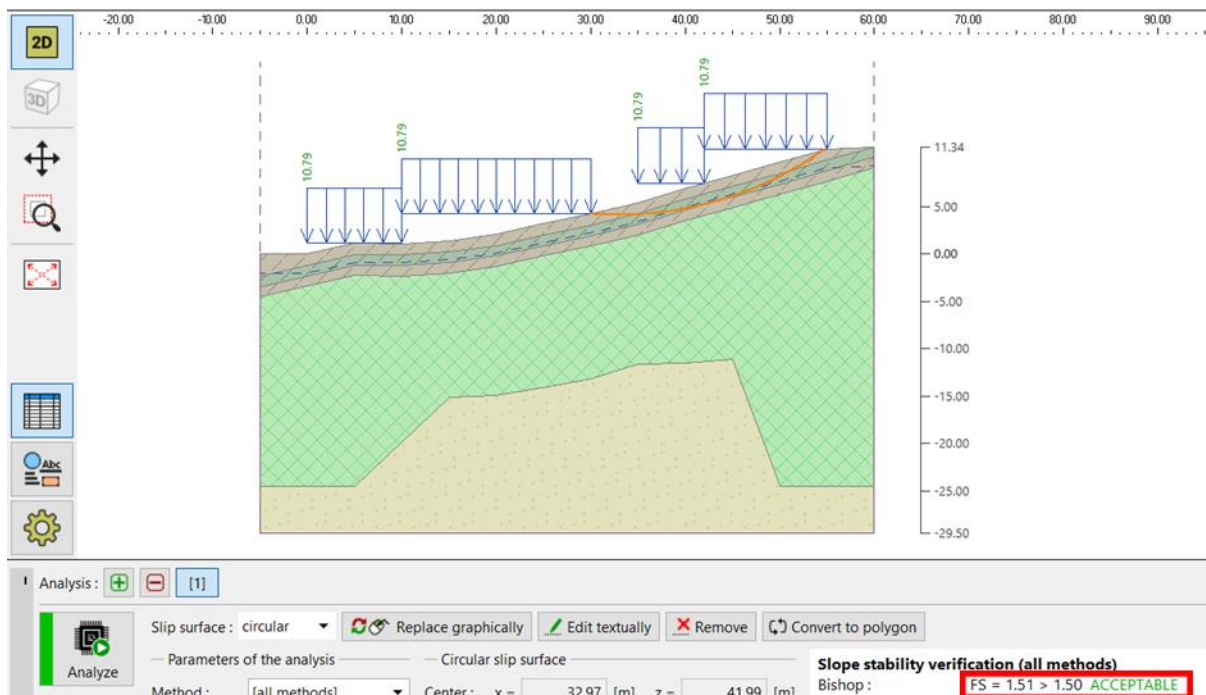 -20.00 -10.00 0.00 10.00 20.00 30.00 40.00 50.00 60.00 70.00 80.00 90.00
2D
3D
10.79
10.79
10.79
10.79
11.34
5.00
0.00
-5.00
-10.00
-15.00
-20.00
-25.00
-29.50
Abc
Analysis : [1]
Analyze
Slip surface : circular Replace graphically Edit textually Remove Convert to polygon
Parameters of the analysis Circular slip surface
Method : [all methods] Center : x = 32.97 [m] z = 41.99 [m]
Slope stability verification (all methods)
Bishop : FS = 1.51 > 1.50 ACCEPTABLE